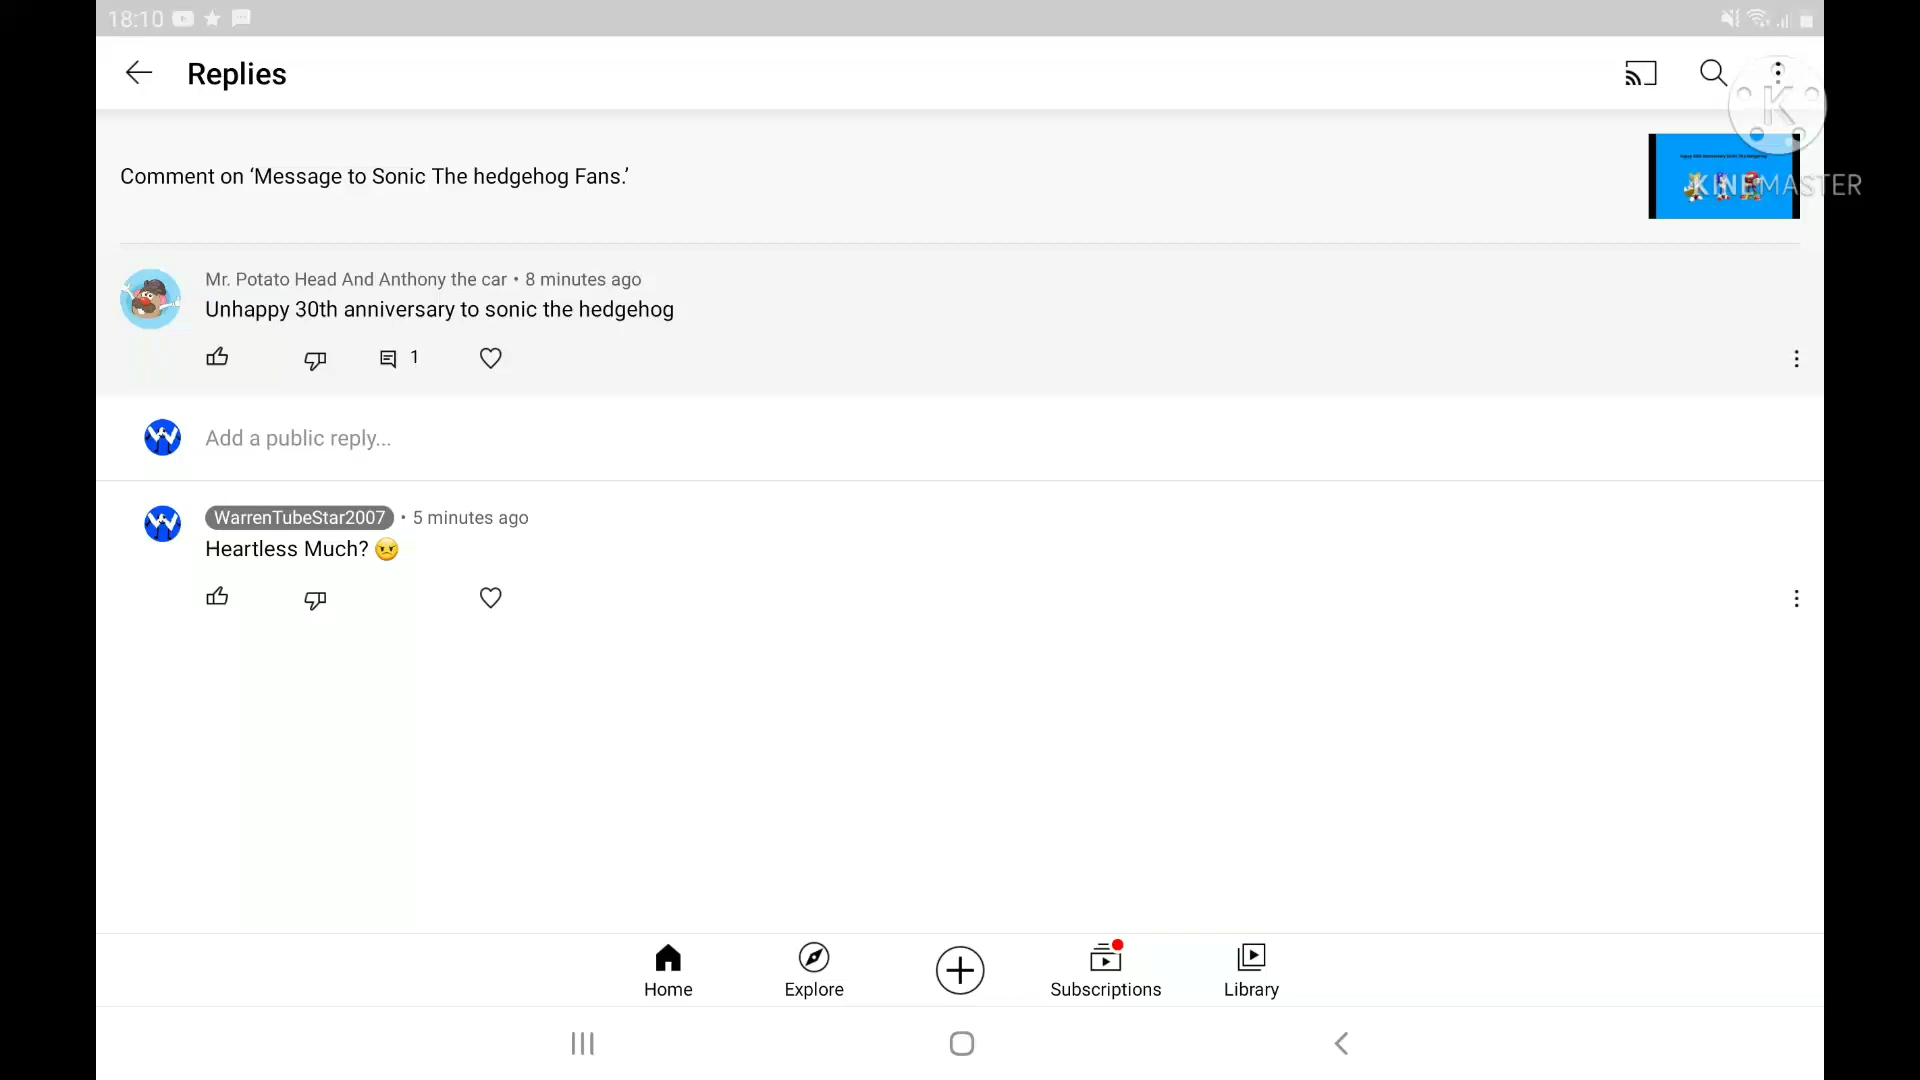 18:10
Replies
K
KINEMASTER
Comment on ‘Message to Sonic The hedgehog Fans.’
Mr. Potato Head And Anthony the car • 8 minutes ago
Unhappy 30th anniversary to sonic the hedgehog
1
Add a public reply...
WarrenTubeStar2007 • 5 minutes ago
Heartless Much? 😠
Home Explore Subscriptions Library